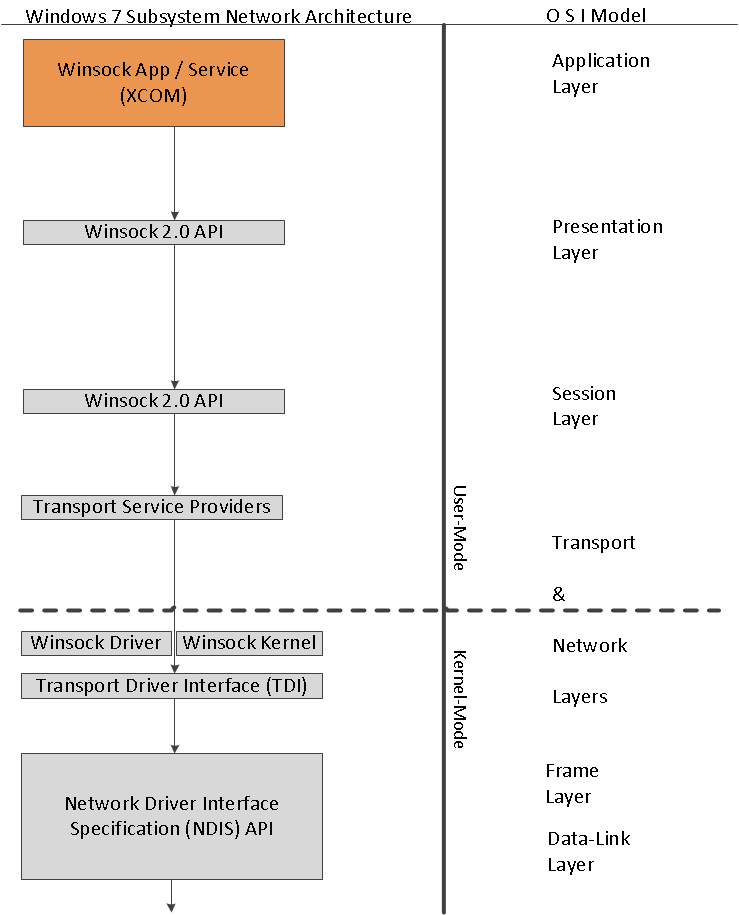 Windows 7 Subsystem Network Architecture
O S I Model
Winsock App / Service
(XCOM)
Application
Layer
Winsock 2.0 API
Presentation
Layer
Winsock 2.0 API
Session
Layer
Transport Service Providers
User-Mode
Transport
&
Winsock Driver
Winsock Kernel
Network
Transport Driver Interface (TDI)
Kernel-Mode
Layers
Network Driver Interface
Specification (NDIS) API
Frame
Layer
Data-Link
Layer